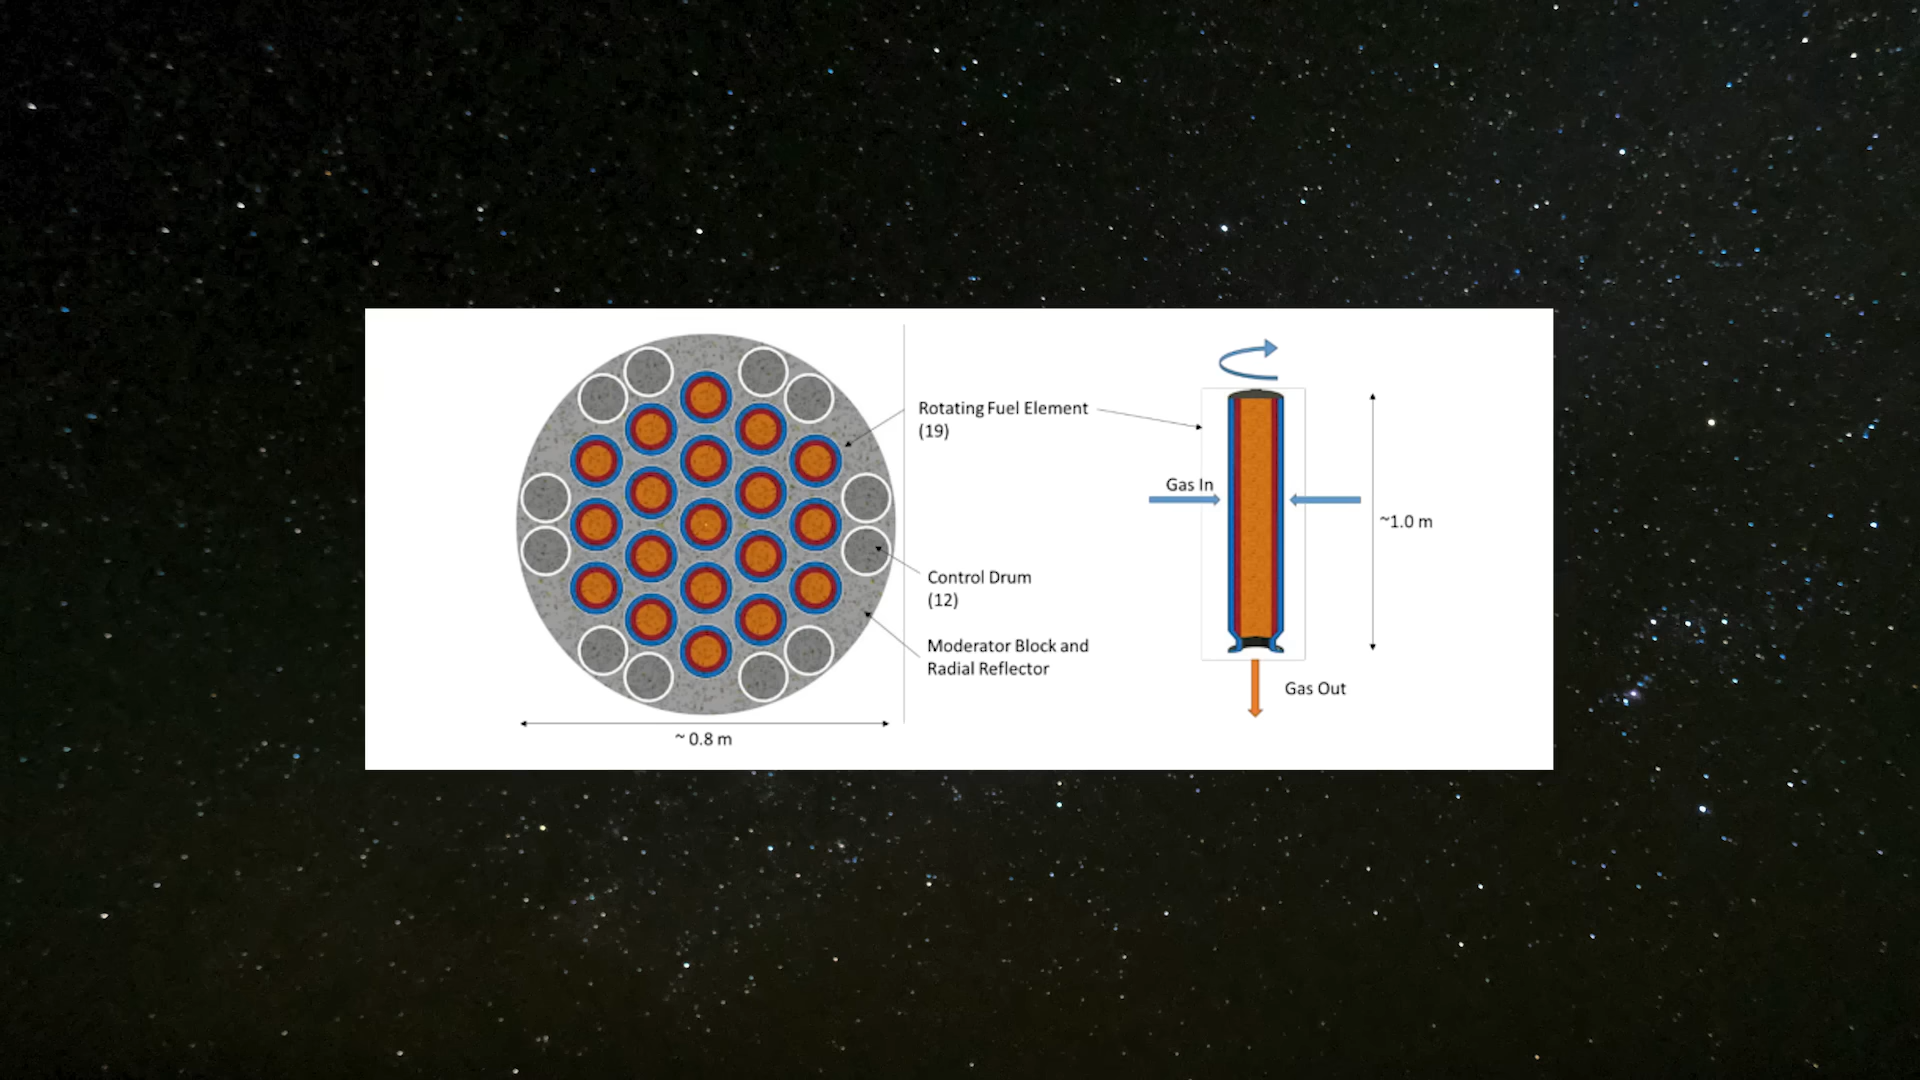 Rotating Fuel Element
(19)
Gas In
~1.0 m
Control Drum
(12)
Moderator Block and
Radial Reflector
Gas Out
~ 0.8 m